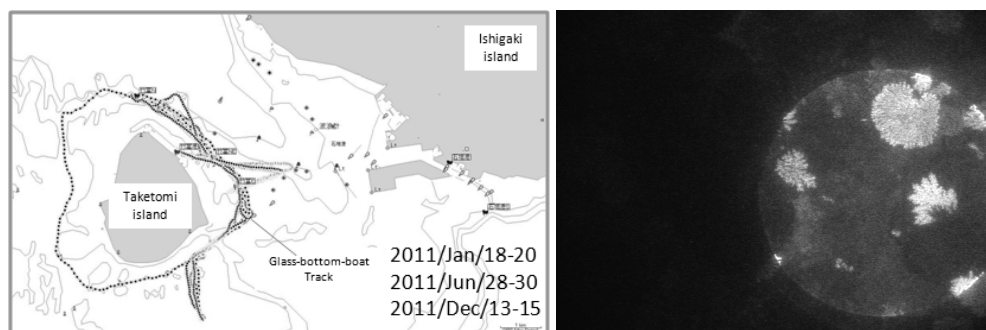 Ishigaki
island
Taketomi
island
Glass-bottom-boat
Track
2011/Jan/18-20
2011/Jun/28-30
2011/Dec/13-15